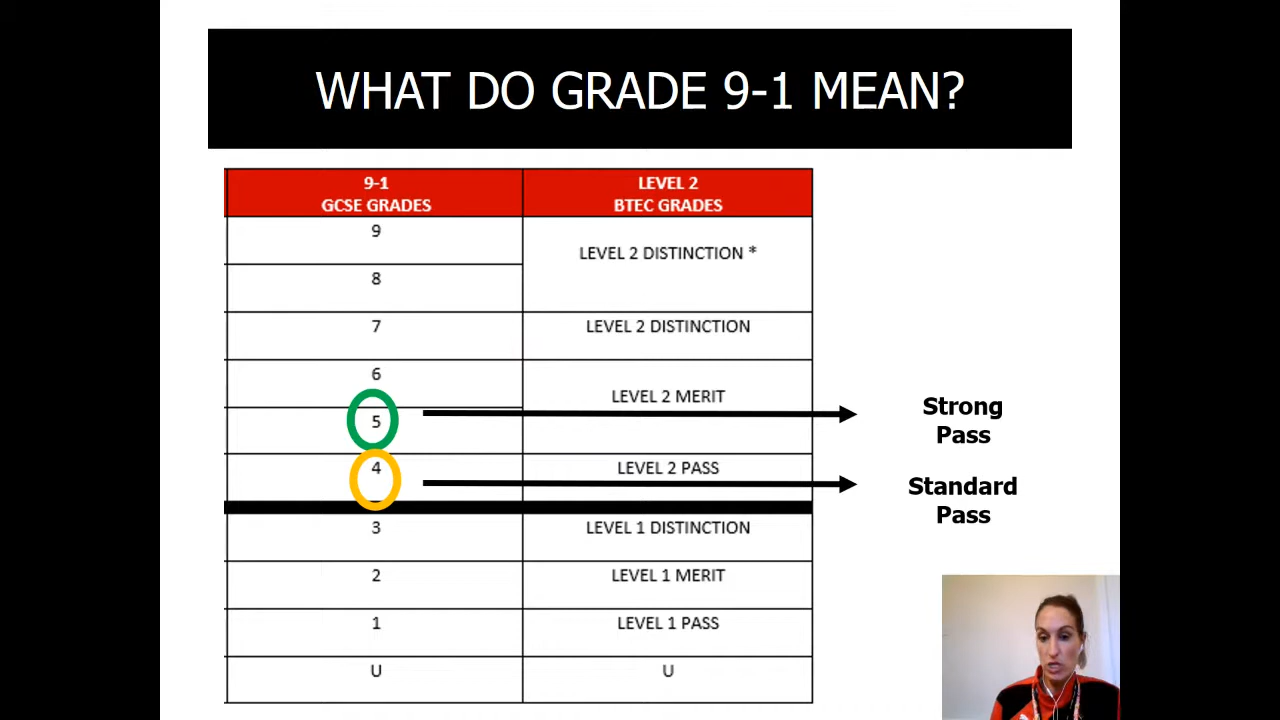 WHAT DO GRADE 9-1 MEAN?
9-1
GCSE GRADES
LEVEL 2
BTEC GRADES
9
LEVEL 2 DISTINCTION *
8
7
LEVEL 2 DISTINCTION
6
LEVEL 2 MERIT
5
Strong
Pass
4
LEVEL 2 PASS
Standard
Pass
3
LEVEL 1 DISTINCTION
2
LEVEL 1 MERIT
1
LEVEL 1 PASS
U
U